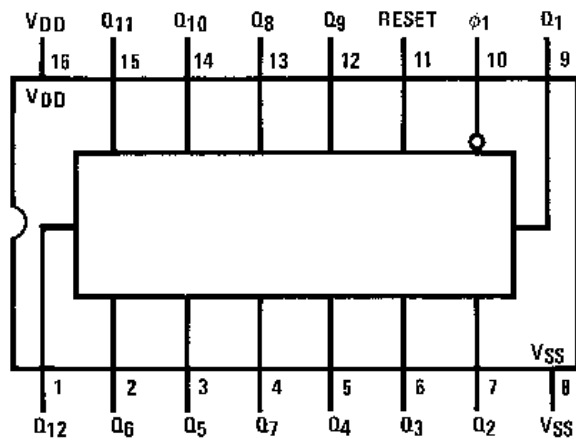 VDD Q11 Q10 Q8 Q9 RESET ϕ1 Q1
16 15 14 13 12 11 10 9
VDD
VSS
1 2 3 4 5 6 7 8
Q12 Q6 Q5 Q7 Q4 Q3 Q2 VSS